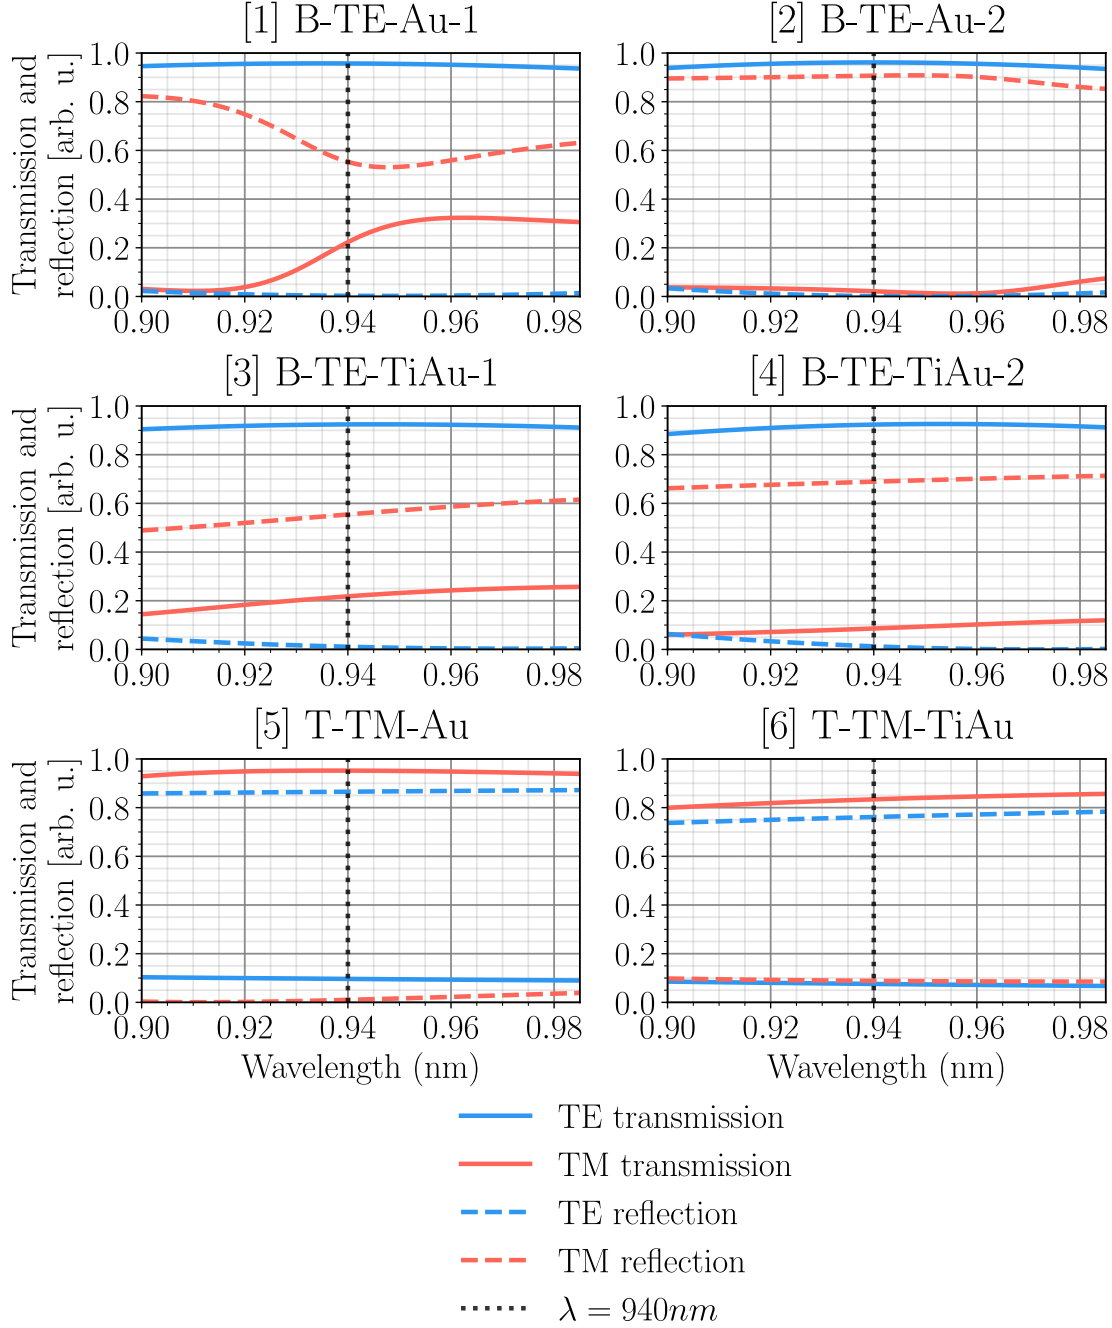 [1] B-TE-Au-1
[2] B-TE-Au-2
Transmission and
reflection [arb. u.]
1.0
0.8
0.6
0.4
0.2
0.0
0.90 0.92 0.94 0.96 0.98
1.0
0.8
0.6
0.4
0.2
0.0
0.90 0.92 0.94 0.96 0.98
[3] B-TE-TiAu-1
[4] B-TE-TiAu-2
Transmission and
reflection [arb. u.]
1.0
0.8
0.6
0.4
0.2
0.0
0.90 0.92 0.94 0.96 0.98
1.0
0.8
0.6
0.4
0.2
0.0
0.90 0.92 0.94 0.96 0.98
[5] T-TM-Au
[6] T-TM-TiAu
Transmission and
reflection [arb. u.]
1.0
0.8
0.6
0.4
0.2
0.0
0.90 0.92 0.94 0.96 0.98
Wavelength (nm)
1.0
0.8
0.6
0.4
0.2
0.0
0.90 0.92 0.94 0.96 0.98
Wavelength (nm)
TE transmission
TM transmission
TE reflection
TM reflection
λ = 940nm